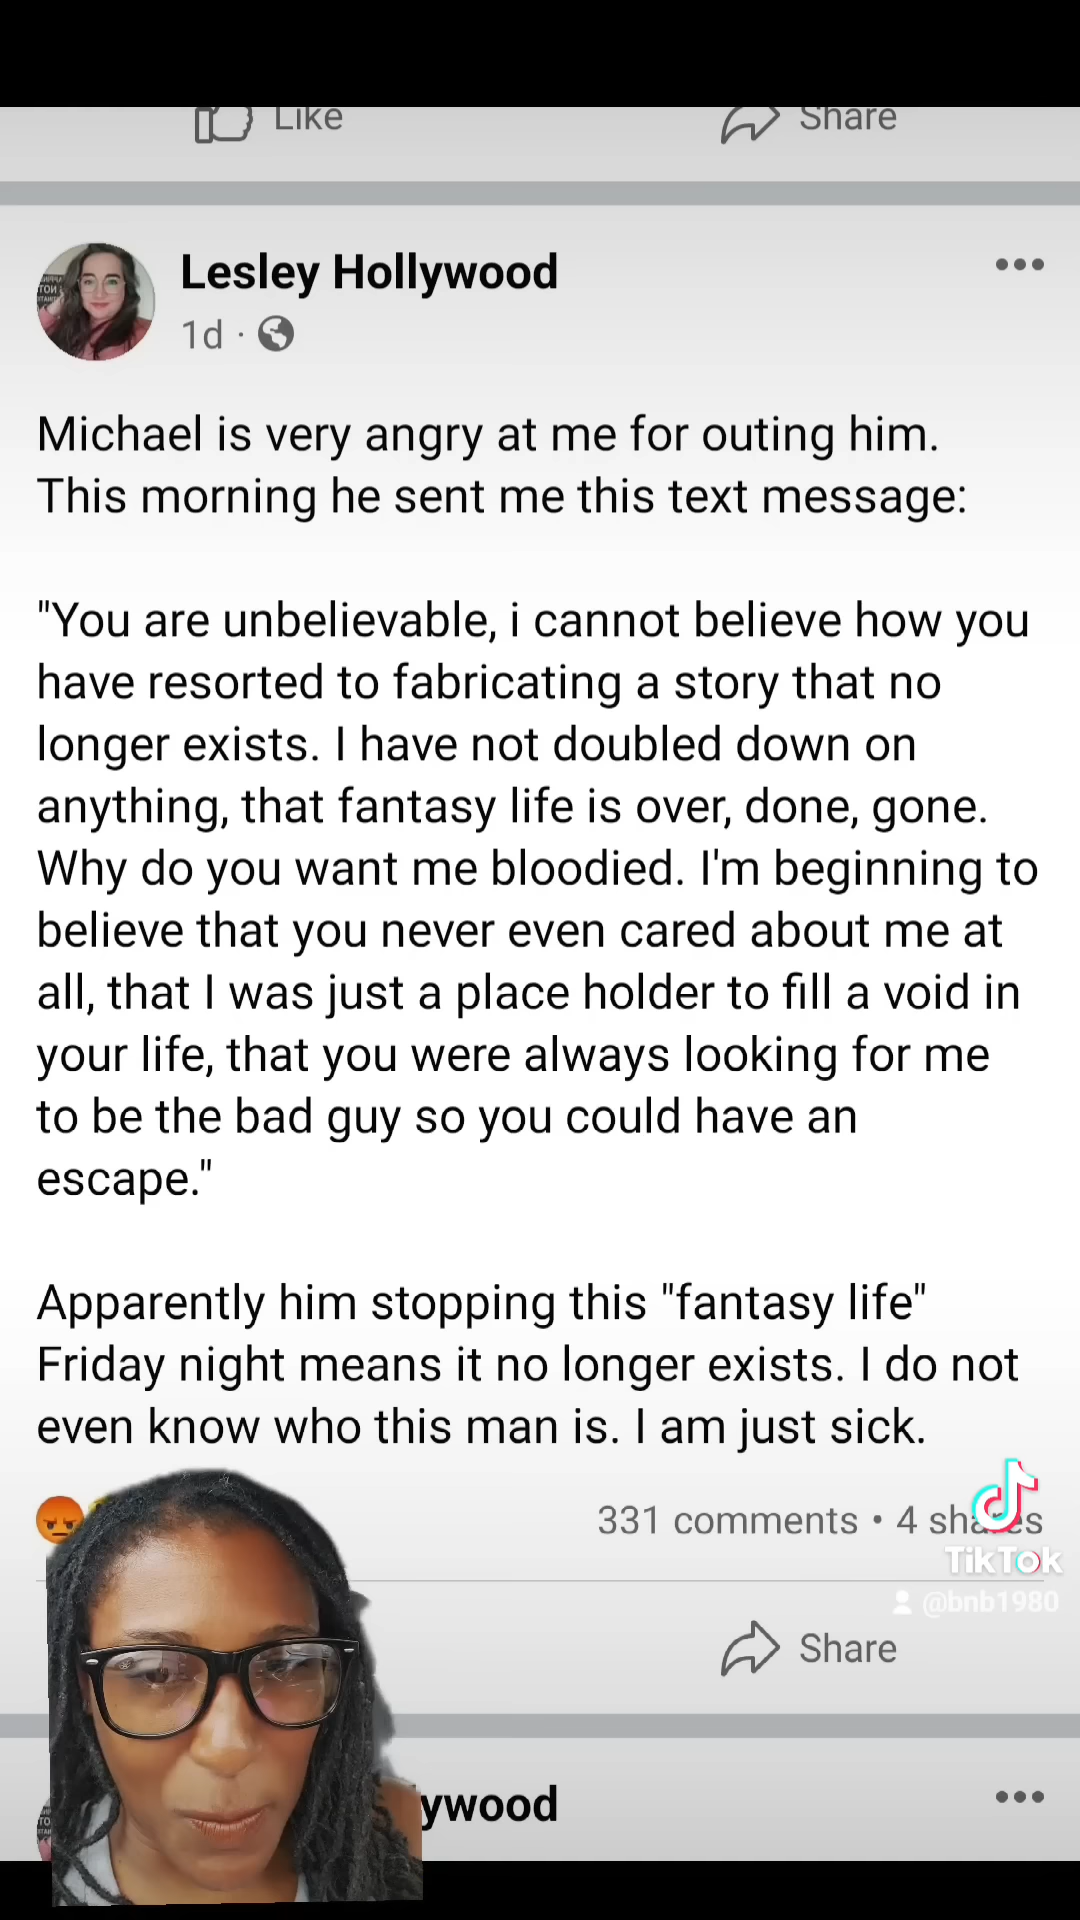 Like
Share
Lesley Hollywood
1d ·
Michael is very angry at me for outing him.
This morning he sent me this text message:
"You are unbelievable, i cannot believe how you
have resorted to fabricating a story that no
longer exists. I have not doubled down on
anything, that fantasy life is over, done, gone.
Why do you want me bloodied. I'm beginning to
believe that you never even cared about me at
all, that I was just a place holder to fill a void in
your life, that you were always looking for me
to be the bad guy so you could have an
escape."
Apparently him stopping this "fantasy life"
Friday night means it no longer exists. I do not
even know who this man is. I am just sick.
331 comments • 4 shares
TikTok
@bnb1980
Share
ywood